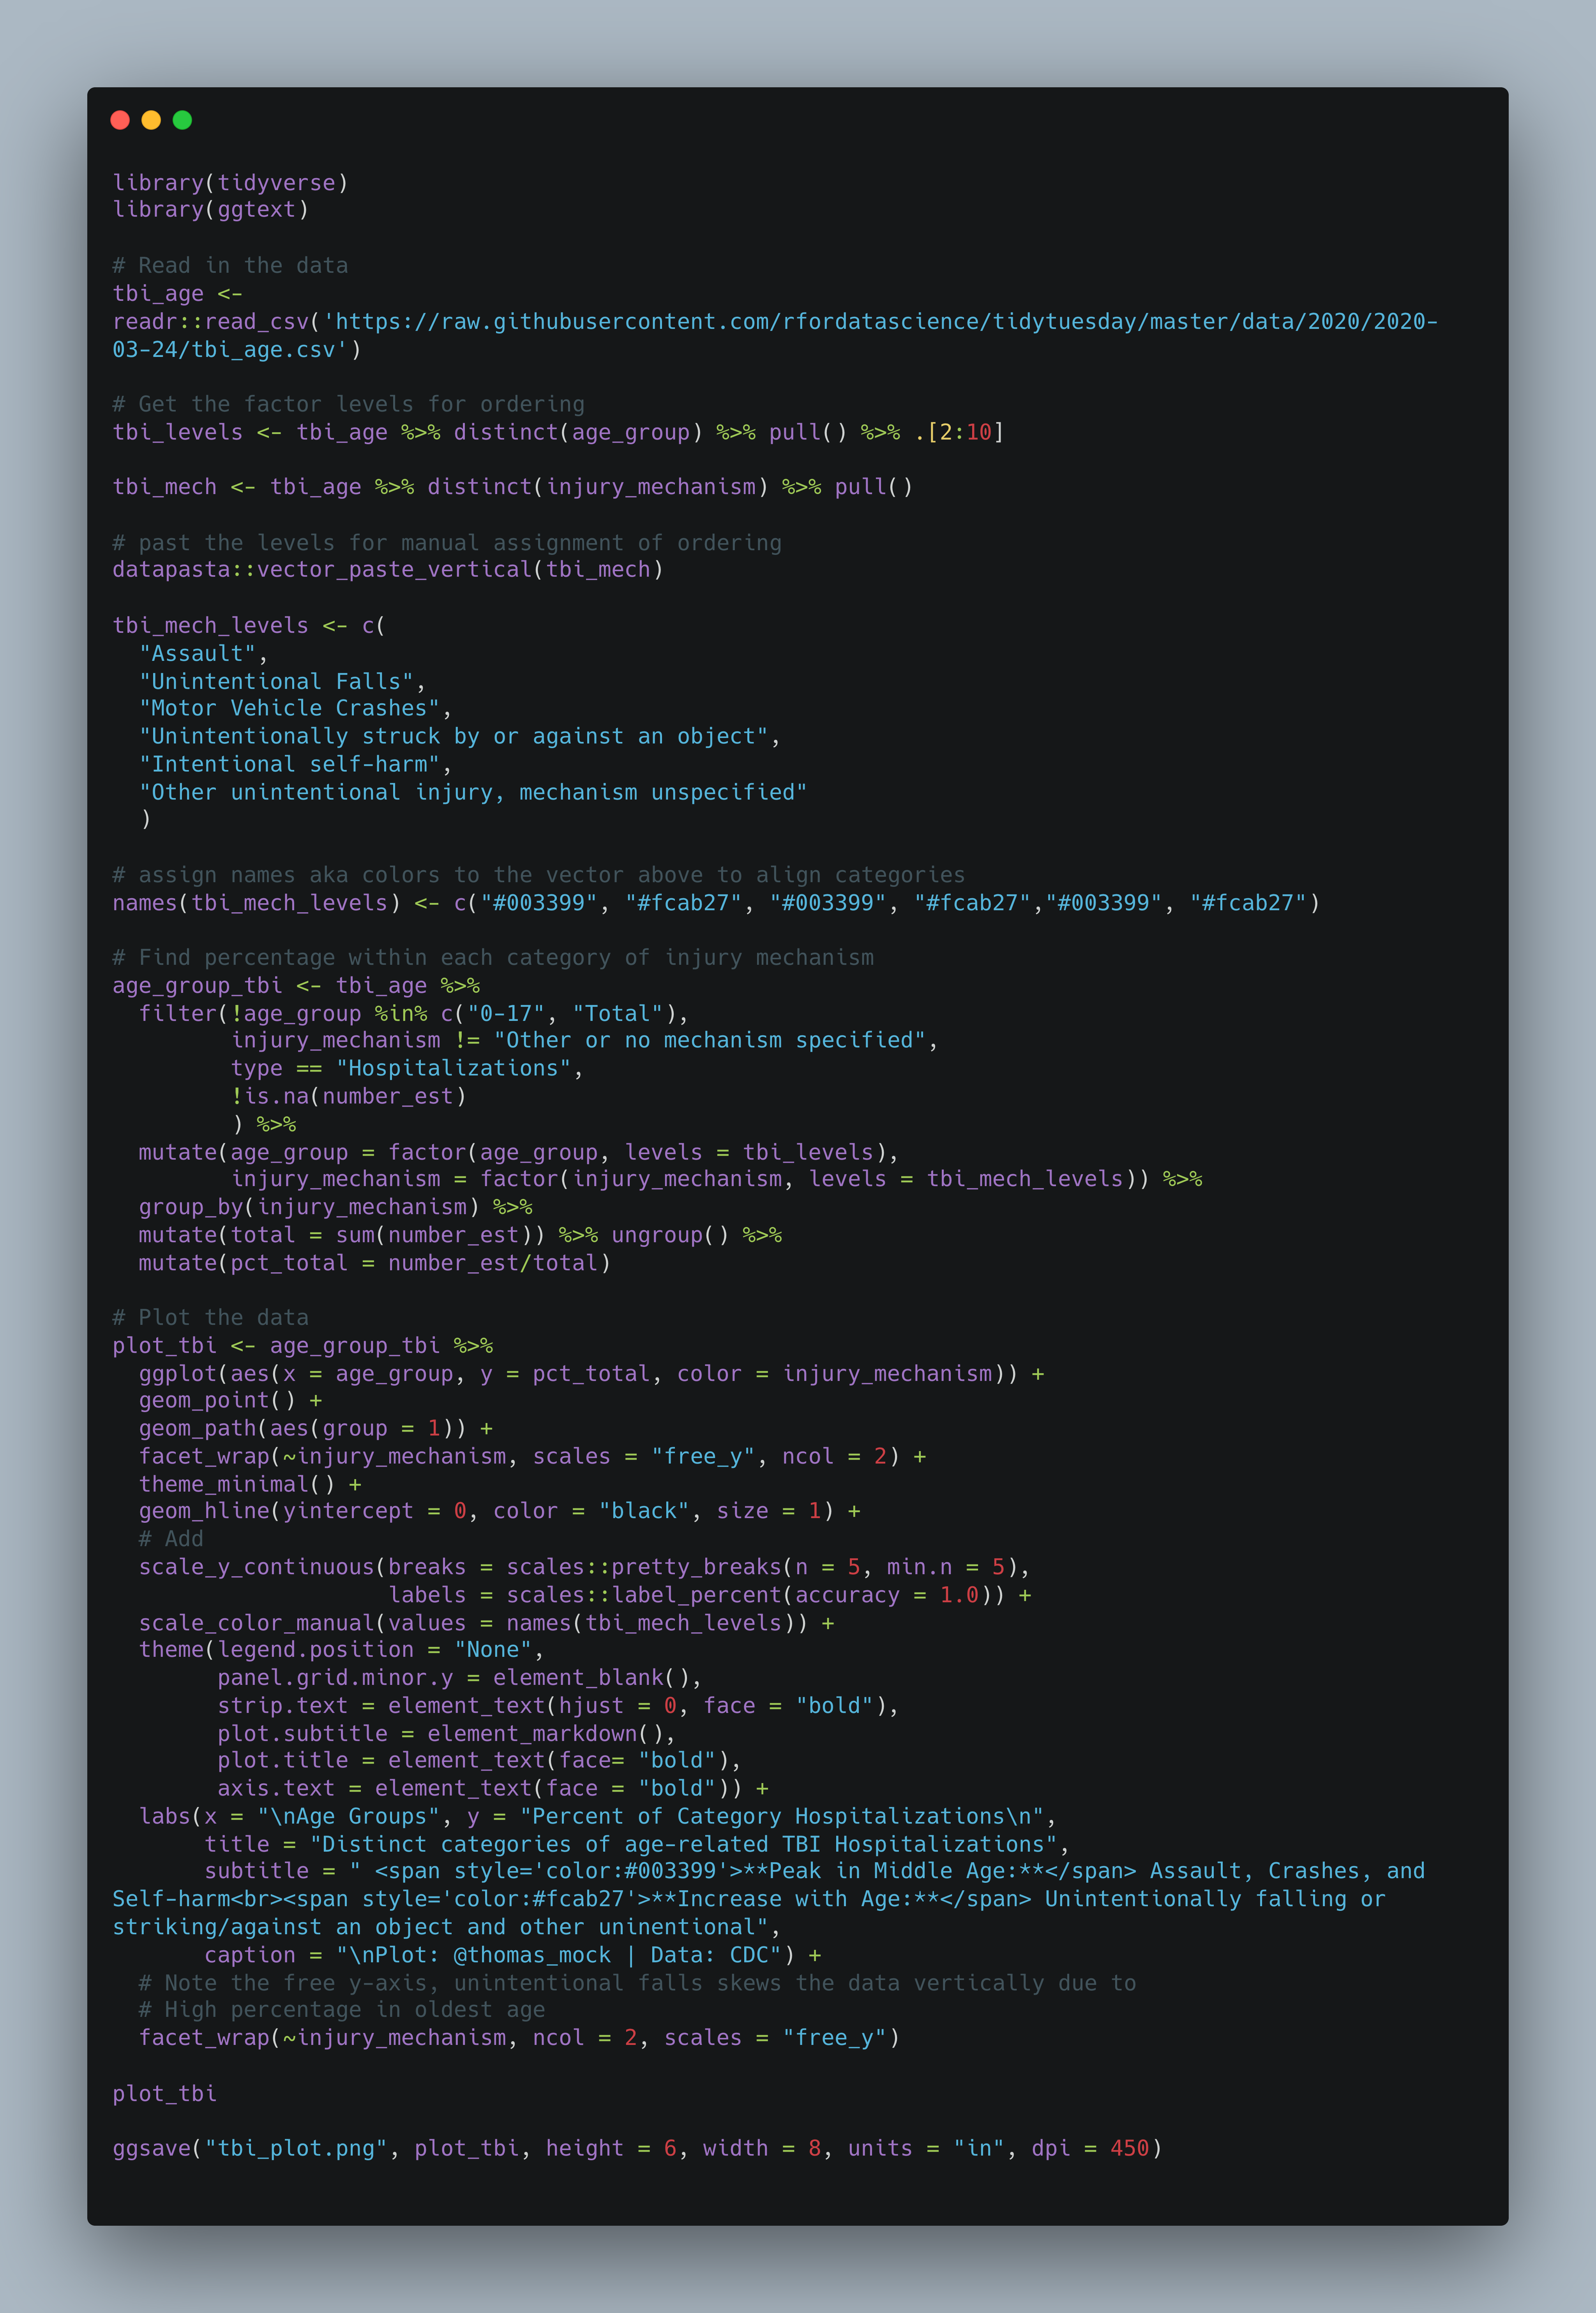 library(tidyverse)
library(ggtext)

# Read in the data
tbi_age <-
readr::read_csv('https://raw.githubusercontent.com/rfordatascience/tidytuesday/master/data/2020/2020-
03-24/tbi_age.csv')

# Get the factor levels for ordering
tbi_levels <- tbi_age %>% distinct(age_group) %>% pull() %>% .[2:10]

tbi_mech <- tbi_age %>% distinct(injury_mechanism) %>% pull()

# past the levels for manual assignment of ordering
datapasta::vector_paste_vertical(tbi_mech)

tbi_mech_levels <- c(
  "Assault",
  "Unintentional Falls",
  "Motor Vehicle Crashes",
  "Unintentionally struck by or against an object",
  "Intentional self-harm",
  "Other unintentional injury, mechanism unspecified"
  )

# assign names aka colors to the vector above to align categories
names(tbi_mech_levels) <- c("#003399", "#fcab27", "#003399", "#fcab27","#003399", "#fcab27")

# Find percentage within each category of injury mechanism
age_group_tbi <- tbi_age %>%
  filter(!age_group %in% c("0-17", "Total"),
         injury_mechanism != "Other or no mechanism specified",
         type == "Hospitalizations",
         !is.na(number_est)
         ) %>%
  mutate(age_group = factor(age_group, levels = tbi_levels),
         injury_mechanism = factor(injury_mechanism, levels = tbi_mech_levels)) %>%
  group_by(injury_mechanism) %>%
  mutate(total = sum(number_est)) %>% ungroup() %>%
  mutate(pct_total = number_est/total)

# Plot the data
plot_tbi <- age_group_tbi %>%
  ggplot(aes(x = age_group, y = pct_total, color = injury_mechanism)) +
  geom_point() +
  geom_path(aes(group = 1)) +
  facet_wrap(~injury_mechanism, scales = "free_y", ncol = 2) +
  theme_minimal() +
  geom_hline(yintercept = 0, color = "black", size = 1) +
  # Add
  scale_y_continuous(breaks = scales::pretty_breaks(n = 5, min.n = 5),
                     labels = scales::label_percent(accuracy = 1.0)) +
  scale_color_manual(values = names(tbi_mech_levels)) +
  theme(legend.position = "None",
        panel.grid.minor.y = element_blank(),
        strip.text = element_text(hjust = 0, face = "bold"),
        plot.subtitle = element_markdown(),
        plot.title = element_text(face= "bold"),
        axis.text = element_text(face = "bold")) +
  labs(x = "\nAge Groups", y = "Percent of Category Hospitalizations\n",
       title = "Distinct categories of age-related TBI Hospitalizations",
       subtitle = " <span style='color:#003399'>**Peak in Middle Age:**</span> Assault, Crashes, and
Self-harm<br><span style='color:#fcab27'>**Increase with Age:**</span> Unintentionally falling or
striking/against an object and other uninentional",
       caption = "\nPlot: @thomas_mock | Data: CDC") +
  # Note the free y-axis, unintentional falls skews the data vertically due to
  # High percentage in oldest age
  facet_wrap(~injury_mechanism, ncol = 2, scales = "free_y")

plot_tbi

ggsave("tbi_plot.png", plot_tbi, height = 6, width = 8, units = "in", dpi = 450)